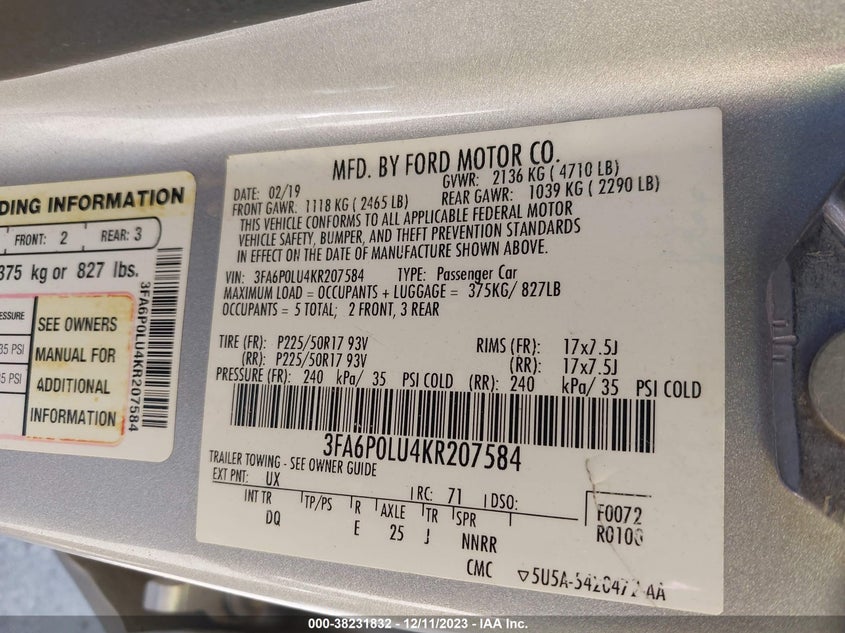 DING INFORMATION
FRONT: 2 REAR: 3
375 kg or 827 lbs.
ESSURE
35 PSI
35 PSI
SEE OWNERS
MANUAL FOR
ADDITIONAL
INFORMATION
3FA6P0LU4KR207584
MFD. BY FORD MOTOR CO.
DATE: 02/19 GVWR: 2136 KG ( 4710 LB)
FRONT GAWR: 1118 KG ( 2465 LB) REAR GAWR: 1039 KG ( 2290 LB)
THIS VEHICLE CONFORMS TO ALL APPLICABLE FEDERAL MOTOR
VEHICLE SAFETY, BUMPER, AND THEFT PREVENTION STANDARDS
IN EFFECT ON THE DATE OF MANUFACTURE SHOWN ABOVE.
VIN: 3FA6P0LU4KR207584 TYPE: Passenger Car
MAXIMUM LOAD = OCCUPANTS + LUGGAGE = 375KG/ 827LB
OCCUPANTS = 5 TOTAL; 2 FRONT, 3 REAR
TIRE (FR): P225/50R17 93V RIMS (FR): 17x7.5J
(RR): P225/50R17 93V (RR): 17x7.5J
PRESSURE (FR): 240 kPa/ 35 PSI COLD (RR): 240 kPa/ 35 PSI COLD
3FA6P0LU4KR207584
TRAILER TOWING - SEE OWNER GUIDE
EXT PNT: UX RC: 71 DSO:
INT TR TP/PS R AXLE TR SPR
DQ E 25 J NNRR
F0072
R0100
CMC ▽5U5A-5420472-AA
000-38231832 - 12/11/2023 - IAA Inc.